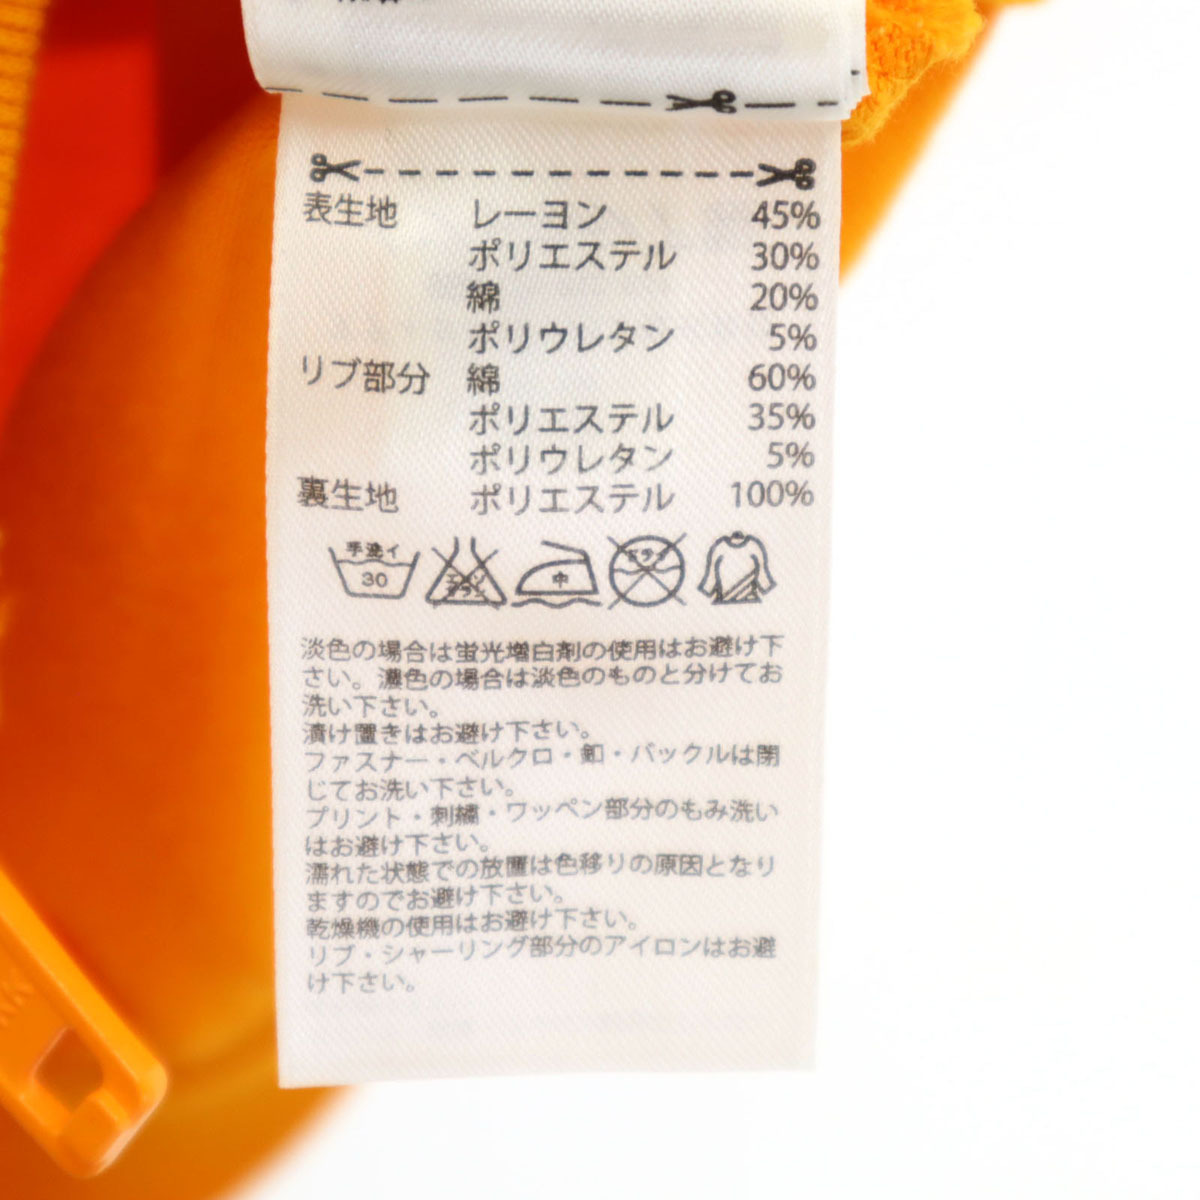 表生地 レーヨン 45%
ポリエステル 30%
綿 20%
ポリウレタン 5%
リブ部分 綿 60%
ポリエステル 35%
ポリウレタン 5%
裏生地 ポリエステル 100%
手洗イ 30 エンソサラシ 中 ドライ
淡色の場合は蛍光増白剤の使用はお避け下
さい。濃色の場合は淡色のものと分けてお
洗い下さい。
漬け置きはお避け下さい。
ファスナー・ベルクロ・釦・バックルは閉
じてお洗い下さい。
プリント・刺繍・ワッペン部分のもみ洗い
はお避け下さい。
濡れた状態での放置は色移りの原因となり
ますのでお避け下さい。
乾燥機の使用はお避け下さい。
リブ・シャーリング部分のアイロンはお避
け下さい。